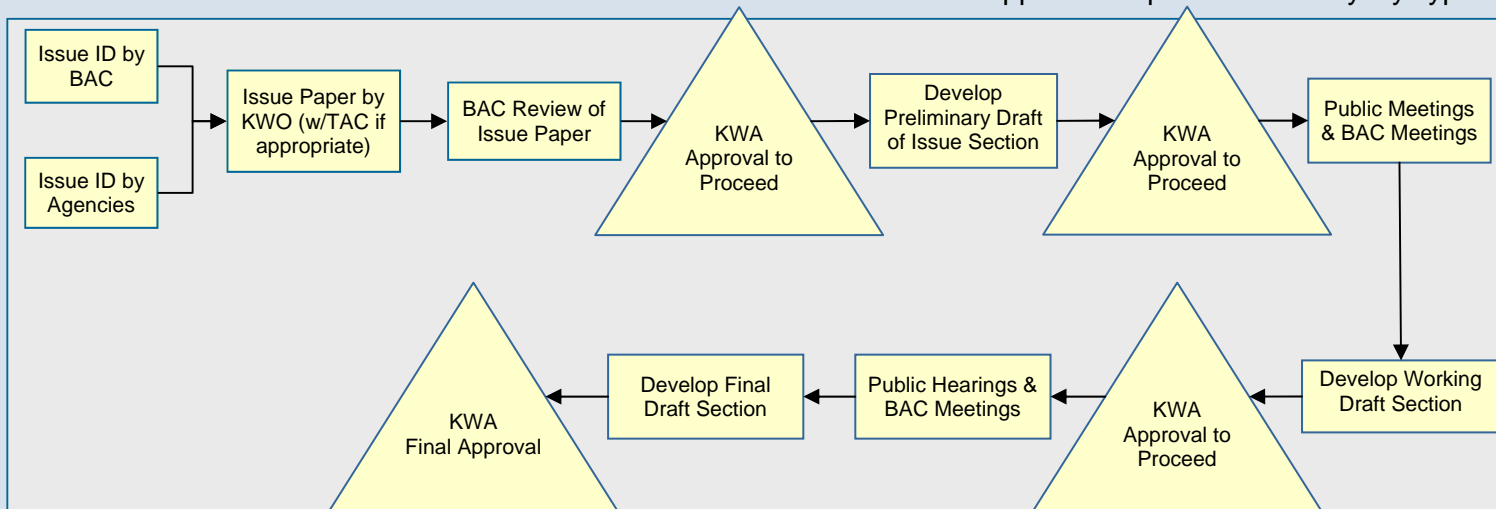 Issue ID by
BAC
Issue ID by
Agencies
Issue Paper by
KWO (w/TAC if
appropriate)
BAC Review of
Issue Paper
KWA
Approval to
Proceed
Develop
Preliminary Draft
of Issue Section
KWA
Approval to
Proceed
Public Meetings
& BAC Meetings
Develop Working
Draft Section
KWA
Approval to
Proceed
Public Hearings &
BAC Meetings
Develop Final
Draft Section
KWA
Final Approval